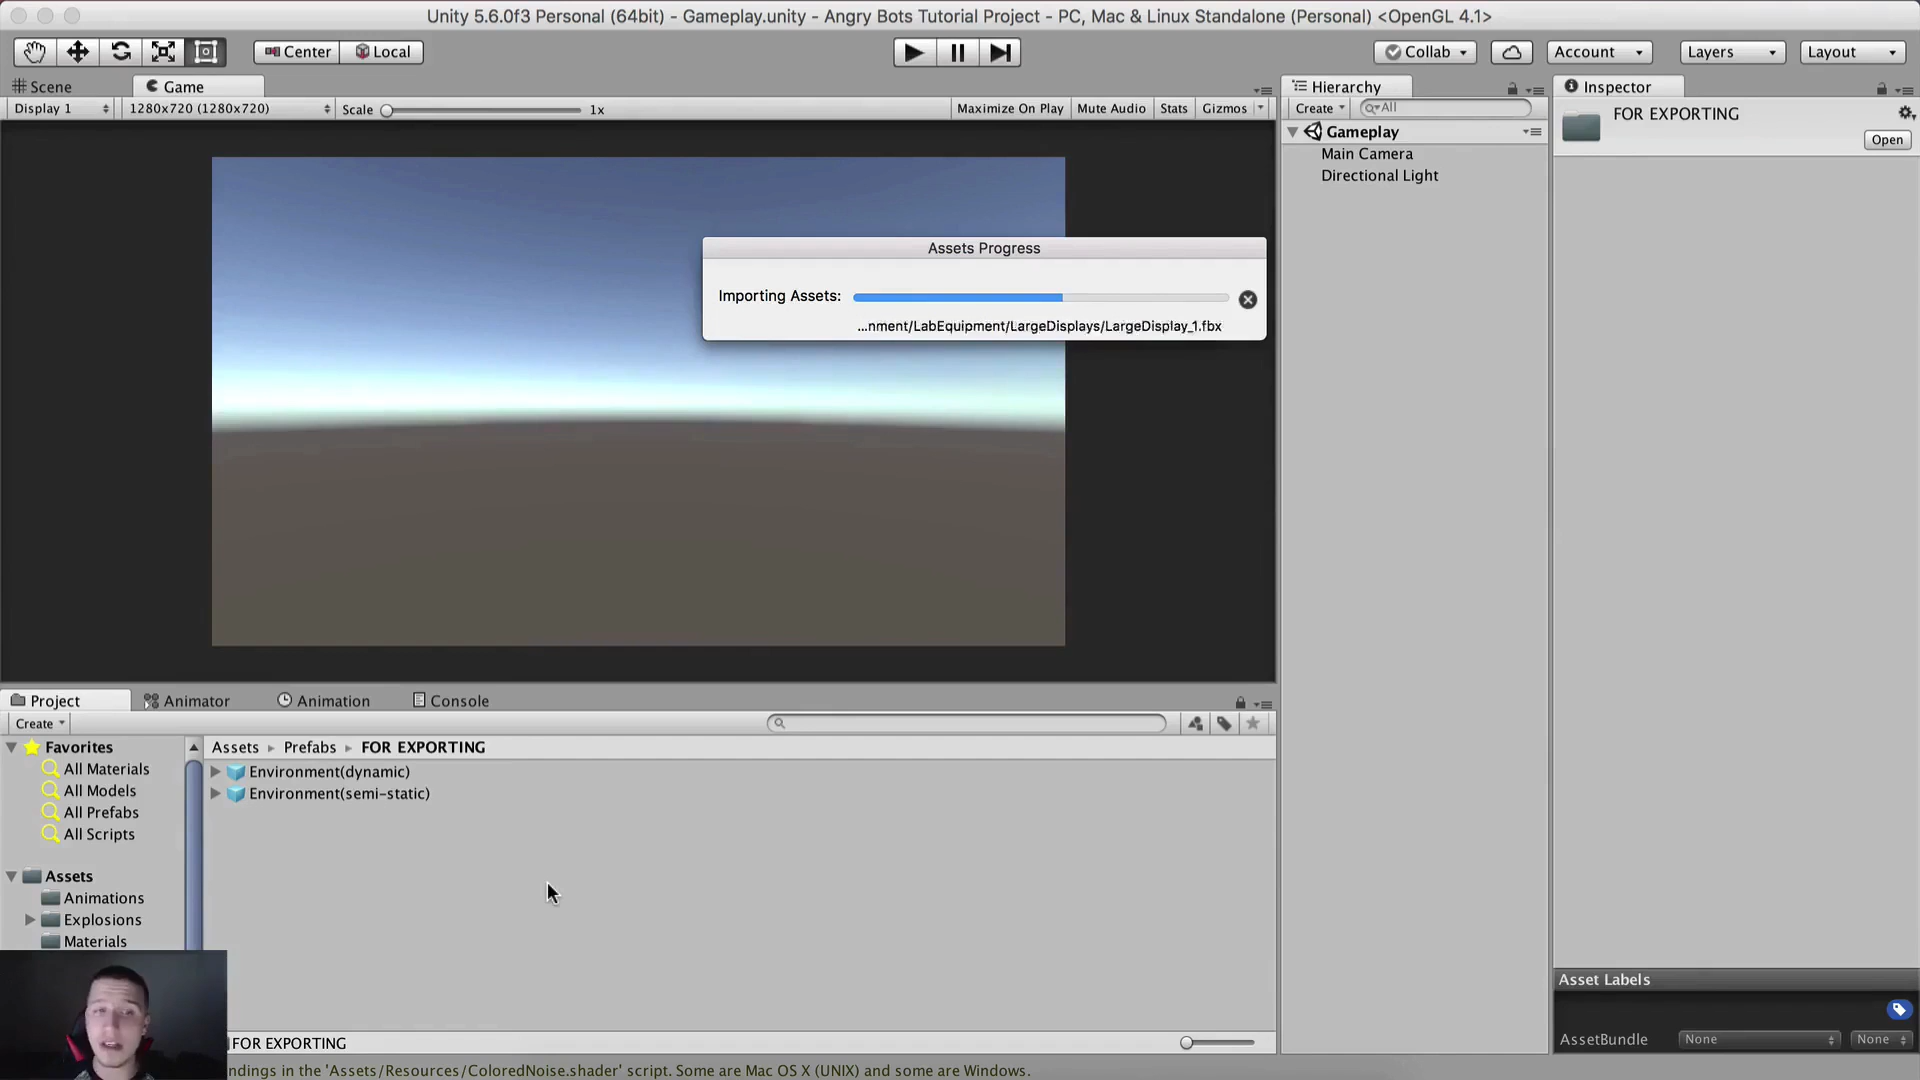 Unity 5.6.0f3 Personal (64bit) - Gameplay.unity - Angry Bots Tutorial Project - PC, Mac & Linux Standalone (Personal) <OpenGL 4.1>
Center Local Collab Account Layers Layout
Scene Game Hierarchy Inspector
Display 1 1280x720 (1280x720) Scale 1x Maximize On Play Mute Audio Stats Gizmos Create All
FOR EXPORTING
Open
Gameplay
Main Camera
Directional Light
Assets Progress
Importing Assets:
...nment/LabEquipment/LargeDisplays/LargeDisplay_1.fbx
Project Animator Animation Console
Create
Favorites
All Materials
All Models
All Prefabs
All Scripts
Assets
Animations
Explosions
Materials
Assets Prefabs FOR EXPORTING
Environment(dynamic)
Environment(semi-static)
FOR EXPORTING
Asset Labels
AssetBundle None None
ndings in the 'Assets/Resources/ColoredNoise.shader' script. Some are Mac OS X (UNIX) and some are Windows.